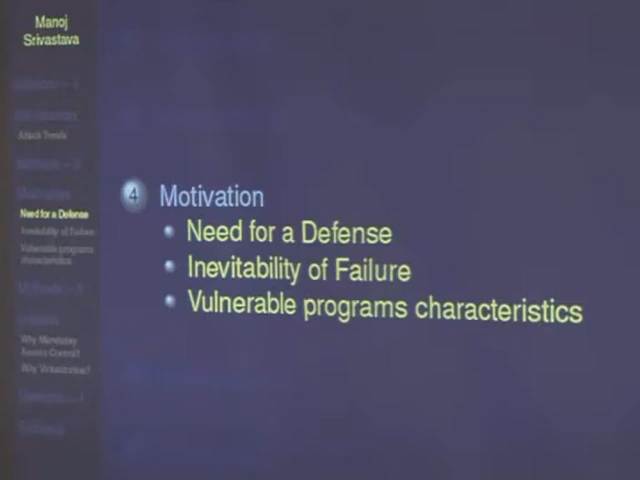 Manoj
Srivastava
Attack Trends
Need for a Defense
Inevitability of Failure
Vulnerable programs
characteristics
Why Mandatory
Access Control?
Why Virtualization?
4 Motivation
Need for a Defense
Inevitability of Failure
Vulnerable programs characteristics